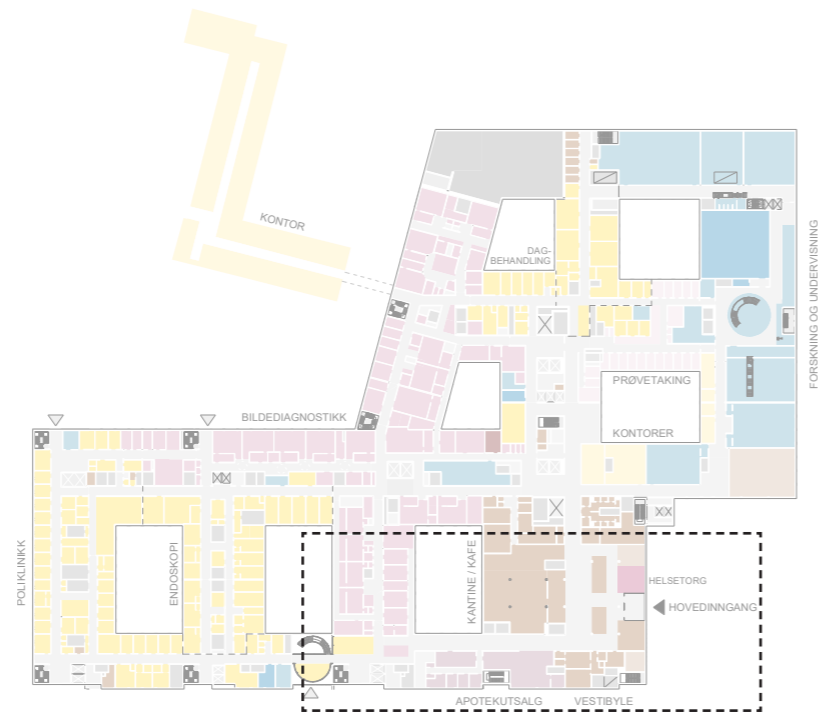 KONTOR
DAG-
BEHANDLING
FORSKNING OG UNDERVISNING
PRØVETAKING
BILDEDIAGNOSTIKK
KONTORER
POLIKLINIKK
ENDOSKOPI
KANTINE / KAFE
HELSETORG
HOVEDINNGANG
APOTEKUTSALG
VESTIBYLE